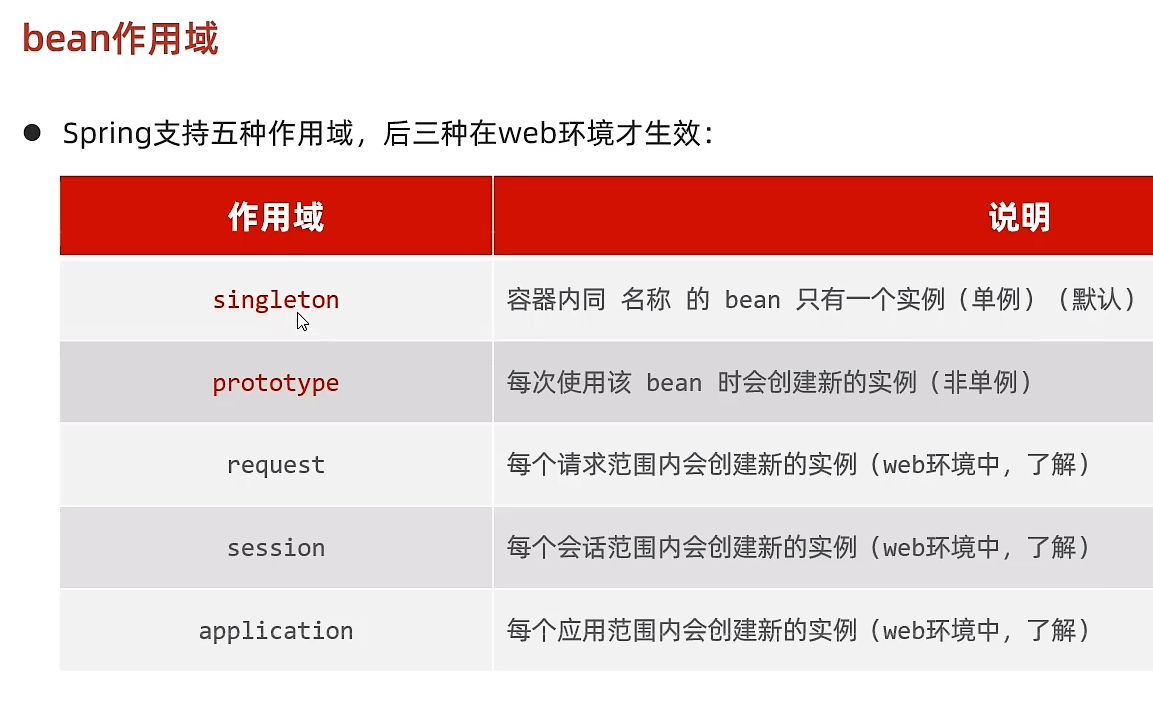 bean作用域
● Spring支持五种作用域，后三种在web环境才生效：
作用域 说明
singleton 容器内同 名称 的 bean 只有一个实例（单例）（默认）
prototype 每次使用该 bean 时会创建新的实例（非单例）
request 每个请求范围内会创建新的实例（web环境中，了解）
session 每个会话范围内会创建新的实例（web环境中，了解）
application 每个应用范围内会创建新的实例（web环境中，了解）